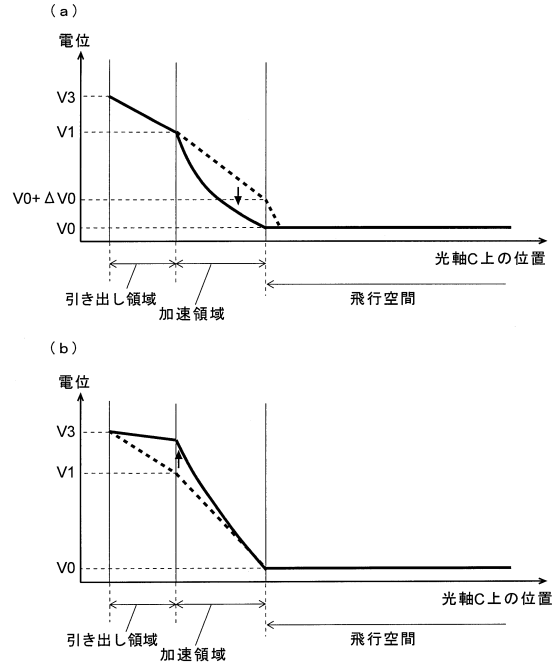 (a)
電位
V3
V1
V0+ΔV0
V0
光軸C上の位置
引き出し領域
加速領域
飛行空間
(b)
電位
V3
V1
V0
光軸C上の位置
引き出し領域
加速領域
飛行空間